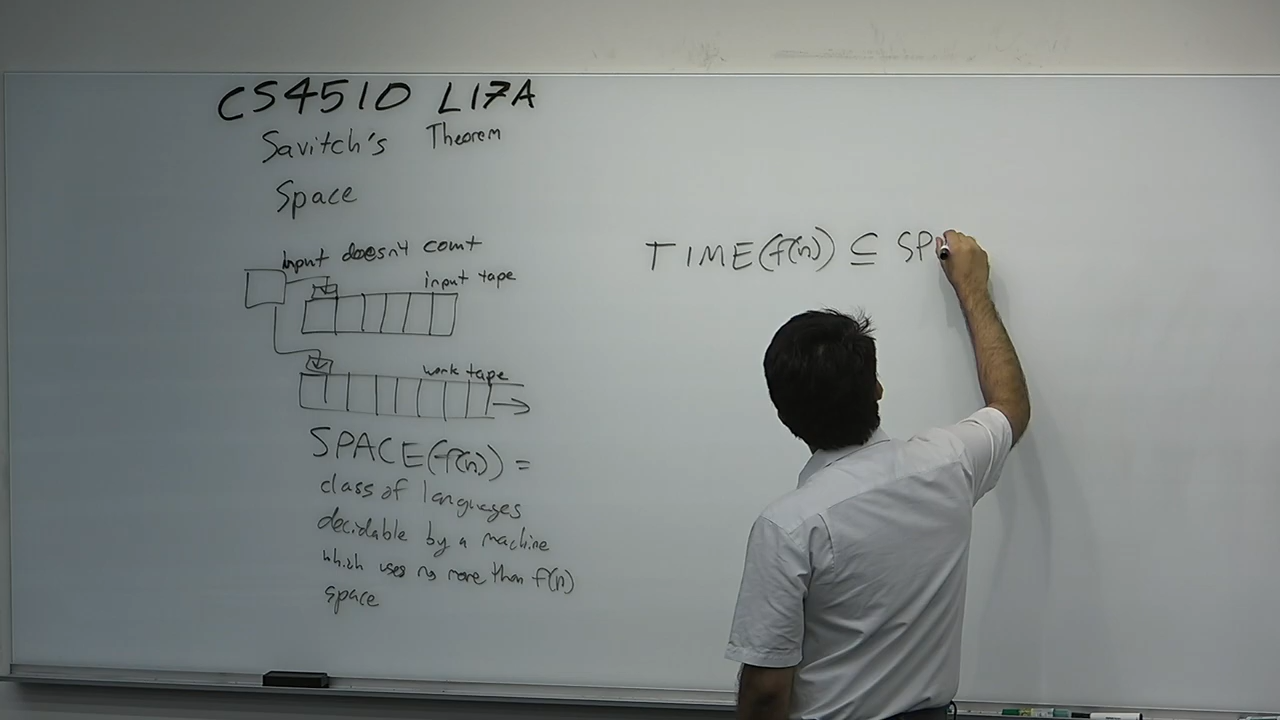 CS4510 L17A
Savitch's Theorem
Space
input doesn't count
input tape
work tape
SPACE(f(n)) =
class of languages
decidable by a machine
which uses no more than f(n)
space
TIME(f(n)) ⊆ SP